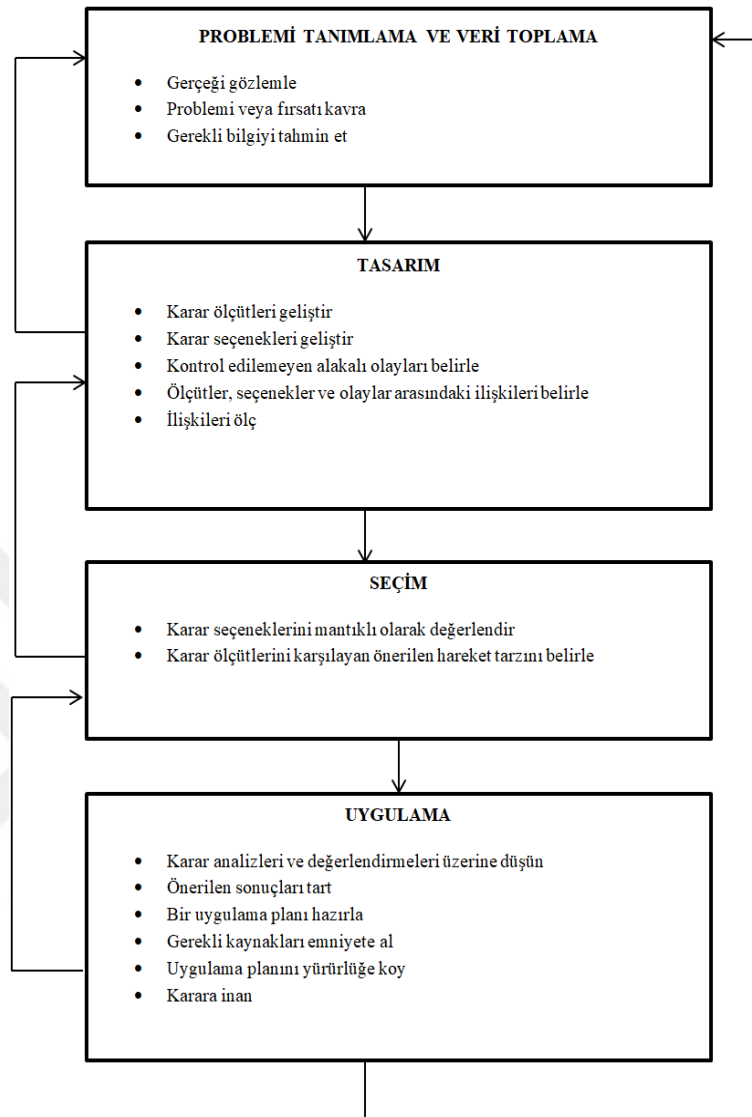 PROBLEMİ TANIMLAMA VE VERİ TOPLAMA
• Gerçeği gözlemle
• Problemi veya fırsatı kavra
• Gerekli bilgiyi tahmin et
TASARIM
• Karar ölçütleri geliştir
• Karar seçenekleri geliştir
• Kontrol edilemeyen alakalı olayları belirle
• Ölçütler, seçenekler ve olaylar arasındaki ilişkileri belirle
• İlişkileri ölç
SEÇİM
• Karar seçeneklerini mantıklı olarak değerlendir
• Karar ölçütlerini karşılayan önerilen hareket tarzını belirle
UYGULAMA
• Karar analizleri ve değerlendirmeleri üzerine düşün
• Önerilen sonuçları tart
• Bir uygulama planı hazırla
• Gerekli kaynakları emniyete al
• Uygulama planını yürürlüğe koy
• Karara inan